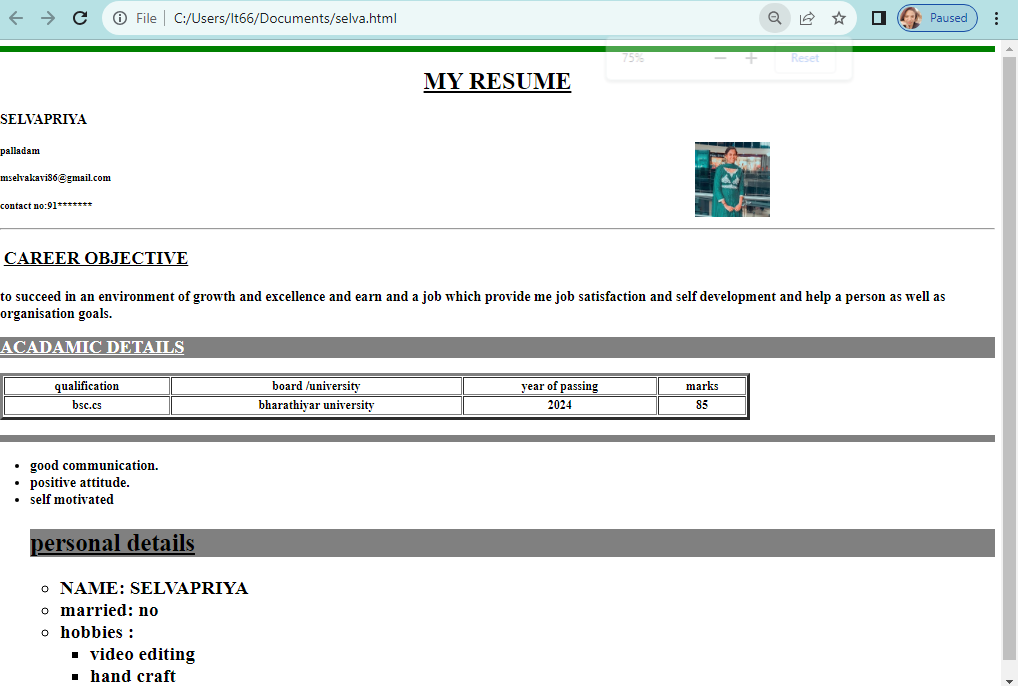 File
C:/Users/It66/Documents/selva.html
Paused
75%
Reset
MY RESUME
SELVAPRIYA
palladam
mselvakavi86@gmail.com
contact no:91*******
CAREER OBJECTIVE
to succeed in an environment of growth and excellence and earn and a job which provide me job satisfaction and self development and help a person as well as
organisation goals.
ACADAMIC DETAILS
qualification board /university year of passing marks
bsc.cs bharathiyar university 2024 85
good communication.
positive attitude.
self motivated
personal details
NAME: SELVAPRIYA
married: no
hobbies :
video editing
hand craft